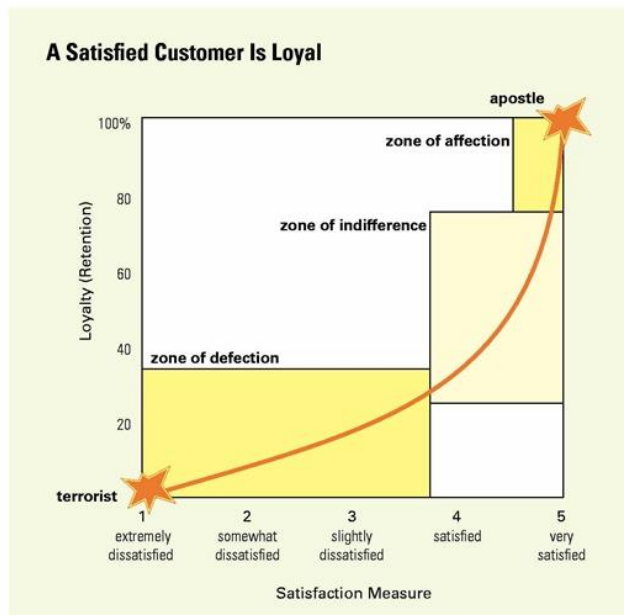 A Satisfied Customer Is Loyal
apostle
100%
zone of affection
80
zone of indifference
60
Loyalty (Retention)
40
zone of defection
20
terrorist
1
2
3
4
5
extremely
dissatisfied
somewhat
dissatisfied
slightly
dissatisfied
satisfied
very
satisfied
Satisfaction Measure